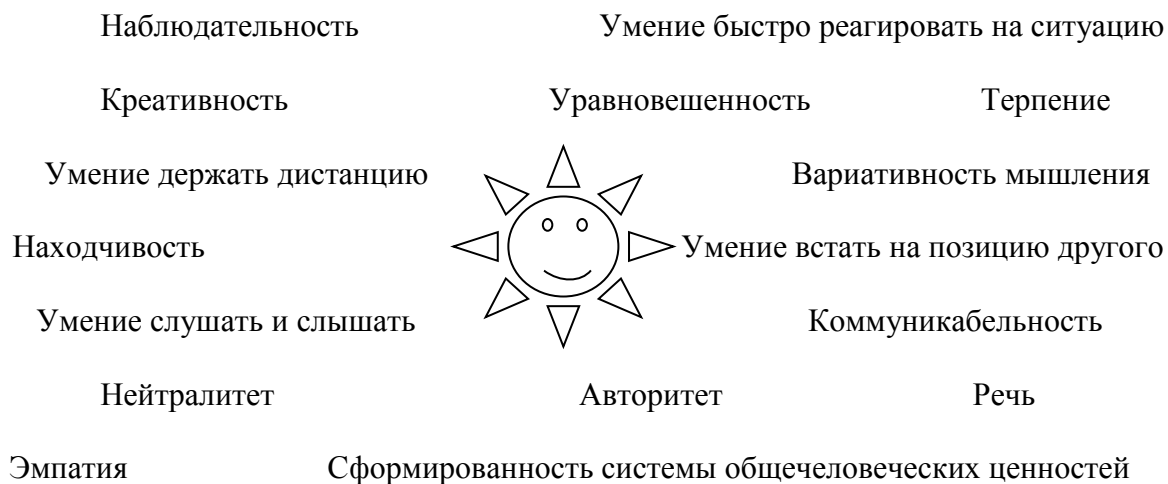 Наблюдательность Умение быстро реагировать на ситуацию
Креативность Уравновешенность Терпение
Умение держать дистанцию Вариативность мышления
Находчивость Умение встать на позицию другого
Умение слушать и слышать Коммуникабельность
Нейтралитет Авторитет Речь
Эмпатия Сформированность системы общечеловеческих ценностей